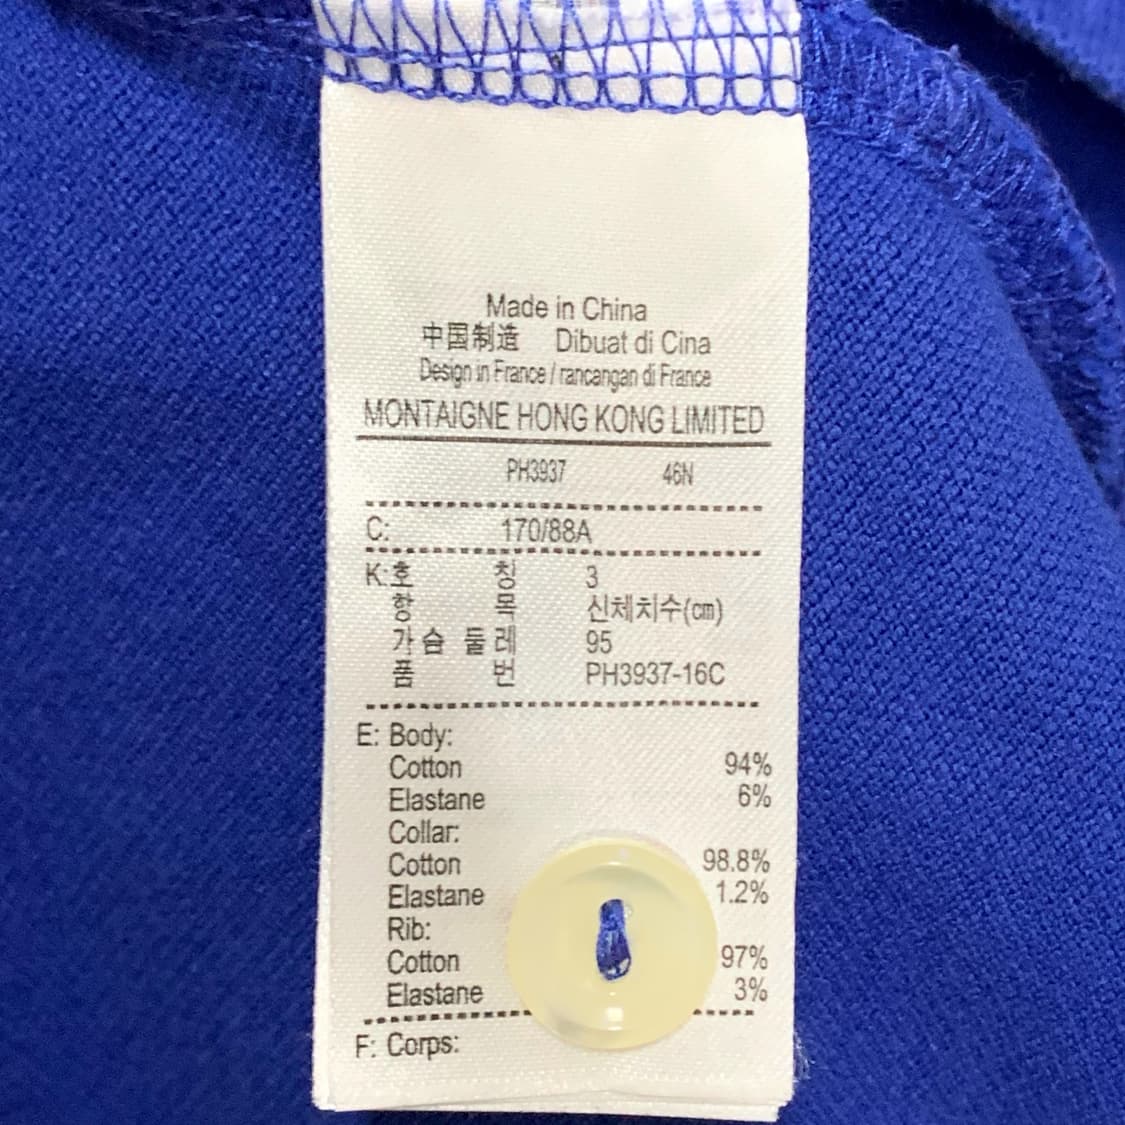 Made in China
中国制造 Dibuat di Cina
Design in France / rancangan di France
MONTAIGNE HONG KONG LIMITED
PH3937 46N
C: 170/88A
K: 호 칭 3
항 목 신체치수(cm)
가슴 둘레 95
품 번 PH3937-16C
E: Body:
Cotton 94%
Elastane 6%
Collar:
Cotton 98.8%
Elastane 1.2%
Rib:
Cotton 97%
Elastane 3%
F: Corps: